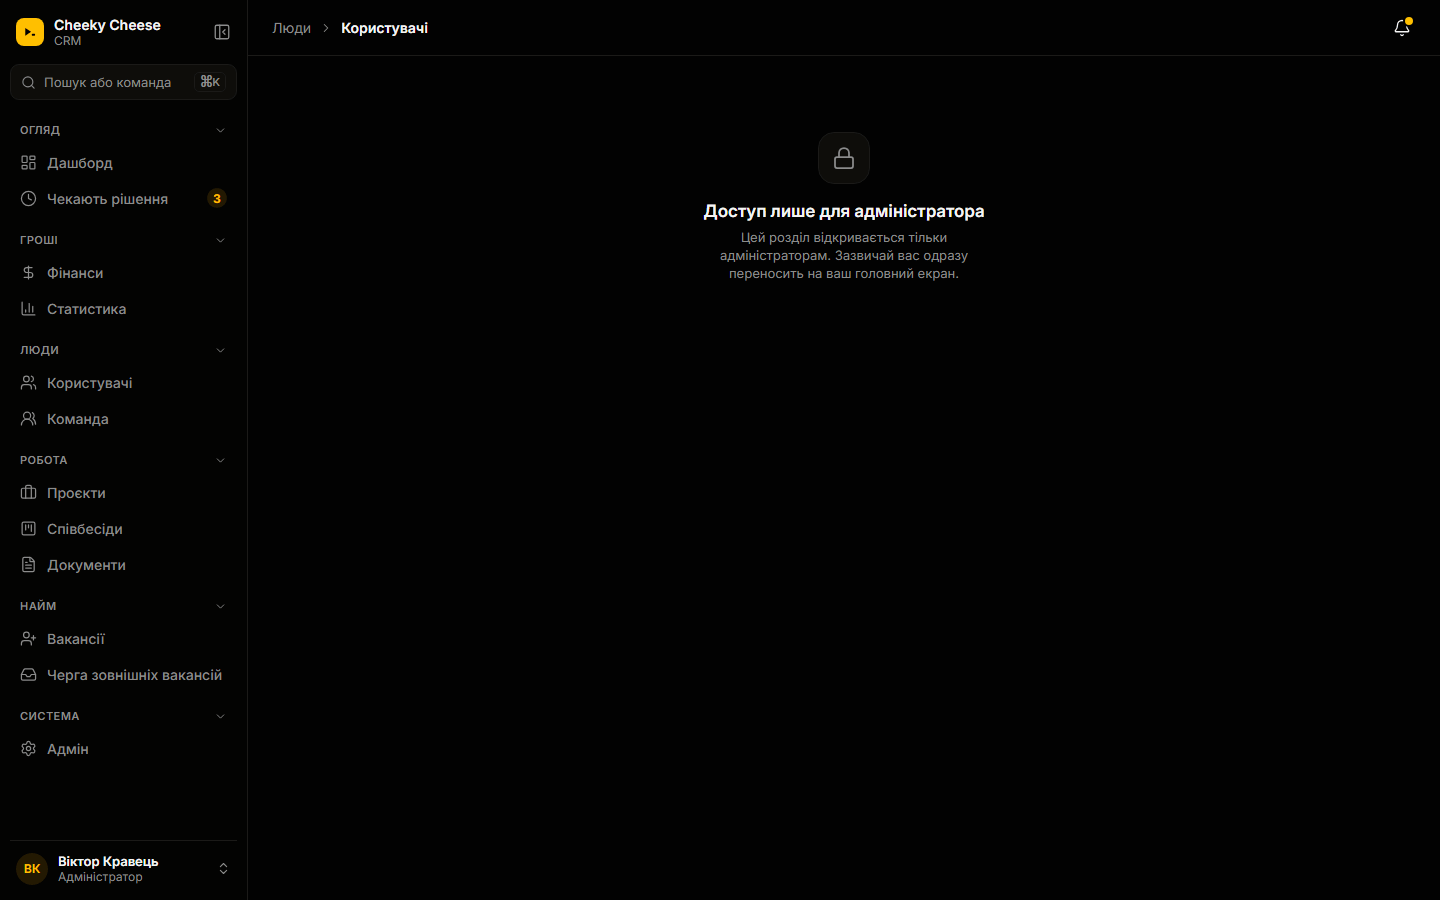 Cheeky Cheese
CRM
Пошук або команда
⌘K
ОГЛЯД
Дашборд
Чекають рішення
3
ГРОШІ
Фінанси
Статистика
ЛЮДИ
Користувачі
Команда
РОБОТА
Проєкти
Співбесіди
Документи
НАЙМ
Вакансії
Черга зовнішніх вакансій
СИСТЕМА
Адмін
ВК
Віктор Кравець
Адміністратор
Люди
Користувачі
Доступ лише для адміністратора
Цей розділ відкривається тільки
адміністраторам. Зазвичай вас одразу
переносить на ваш головний екран.